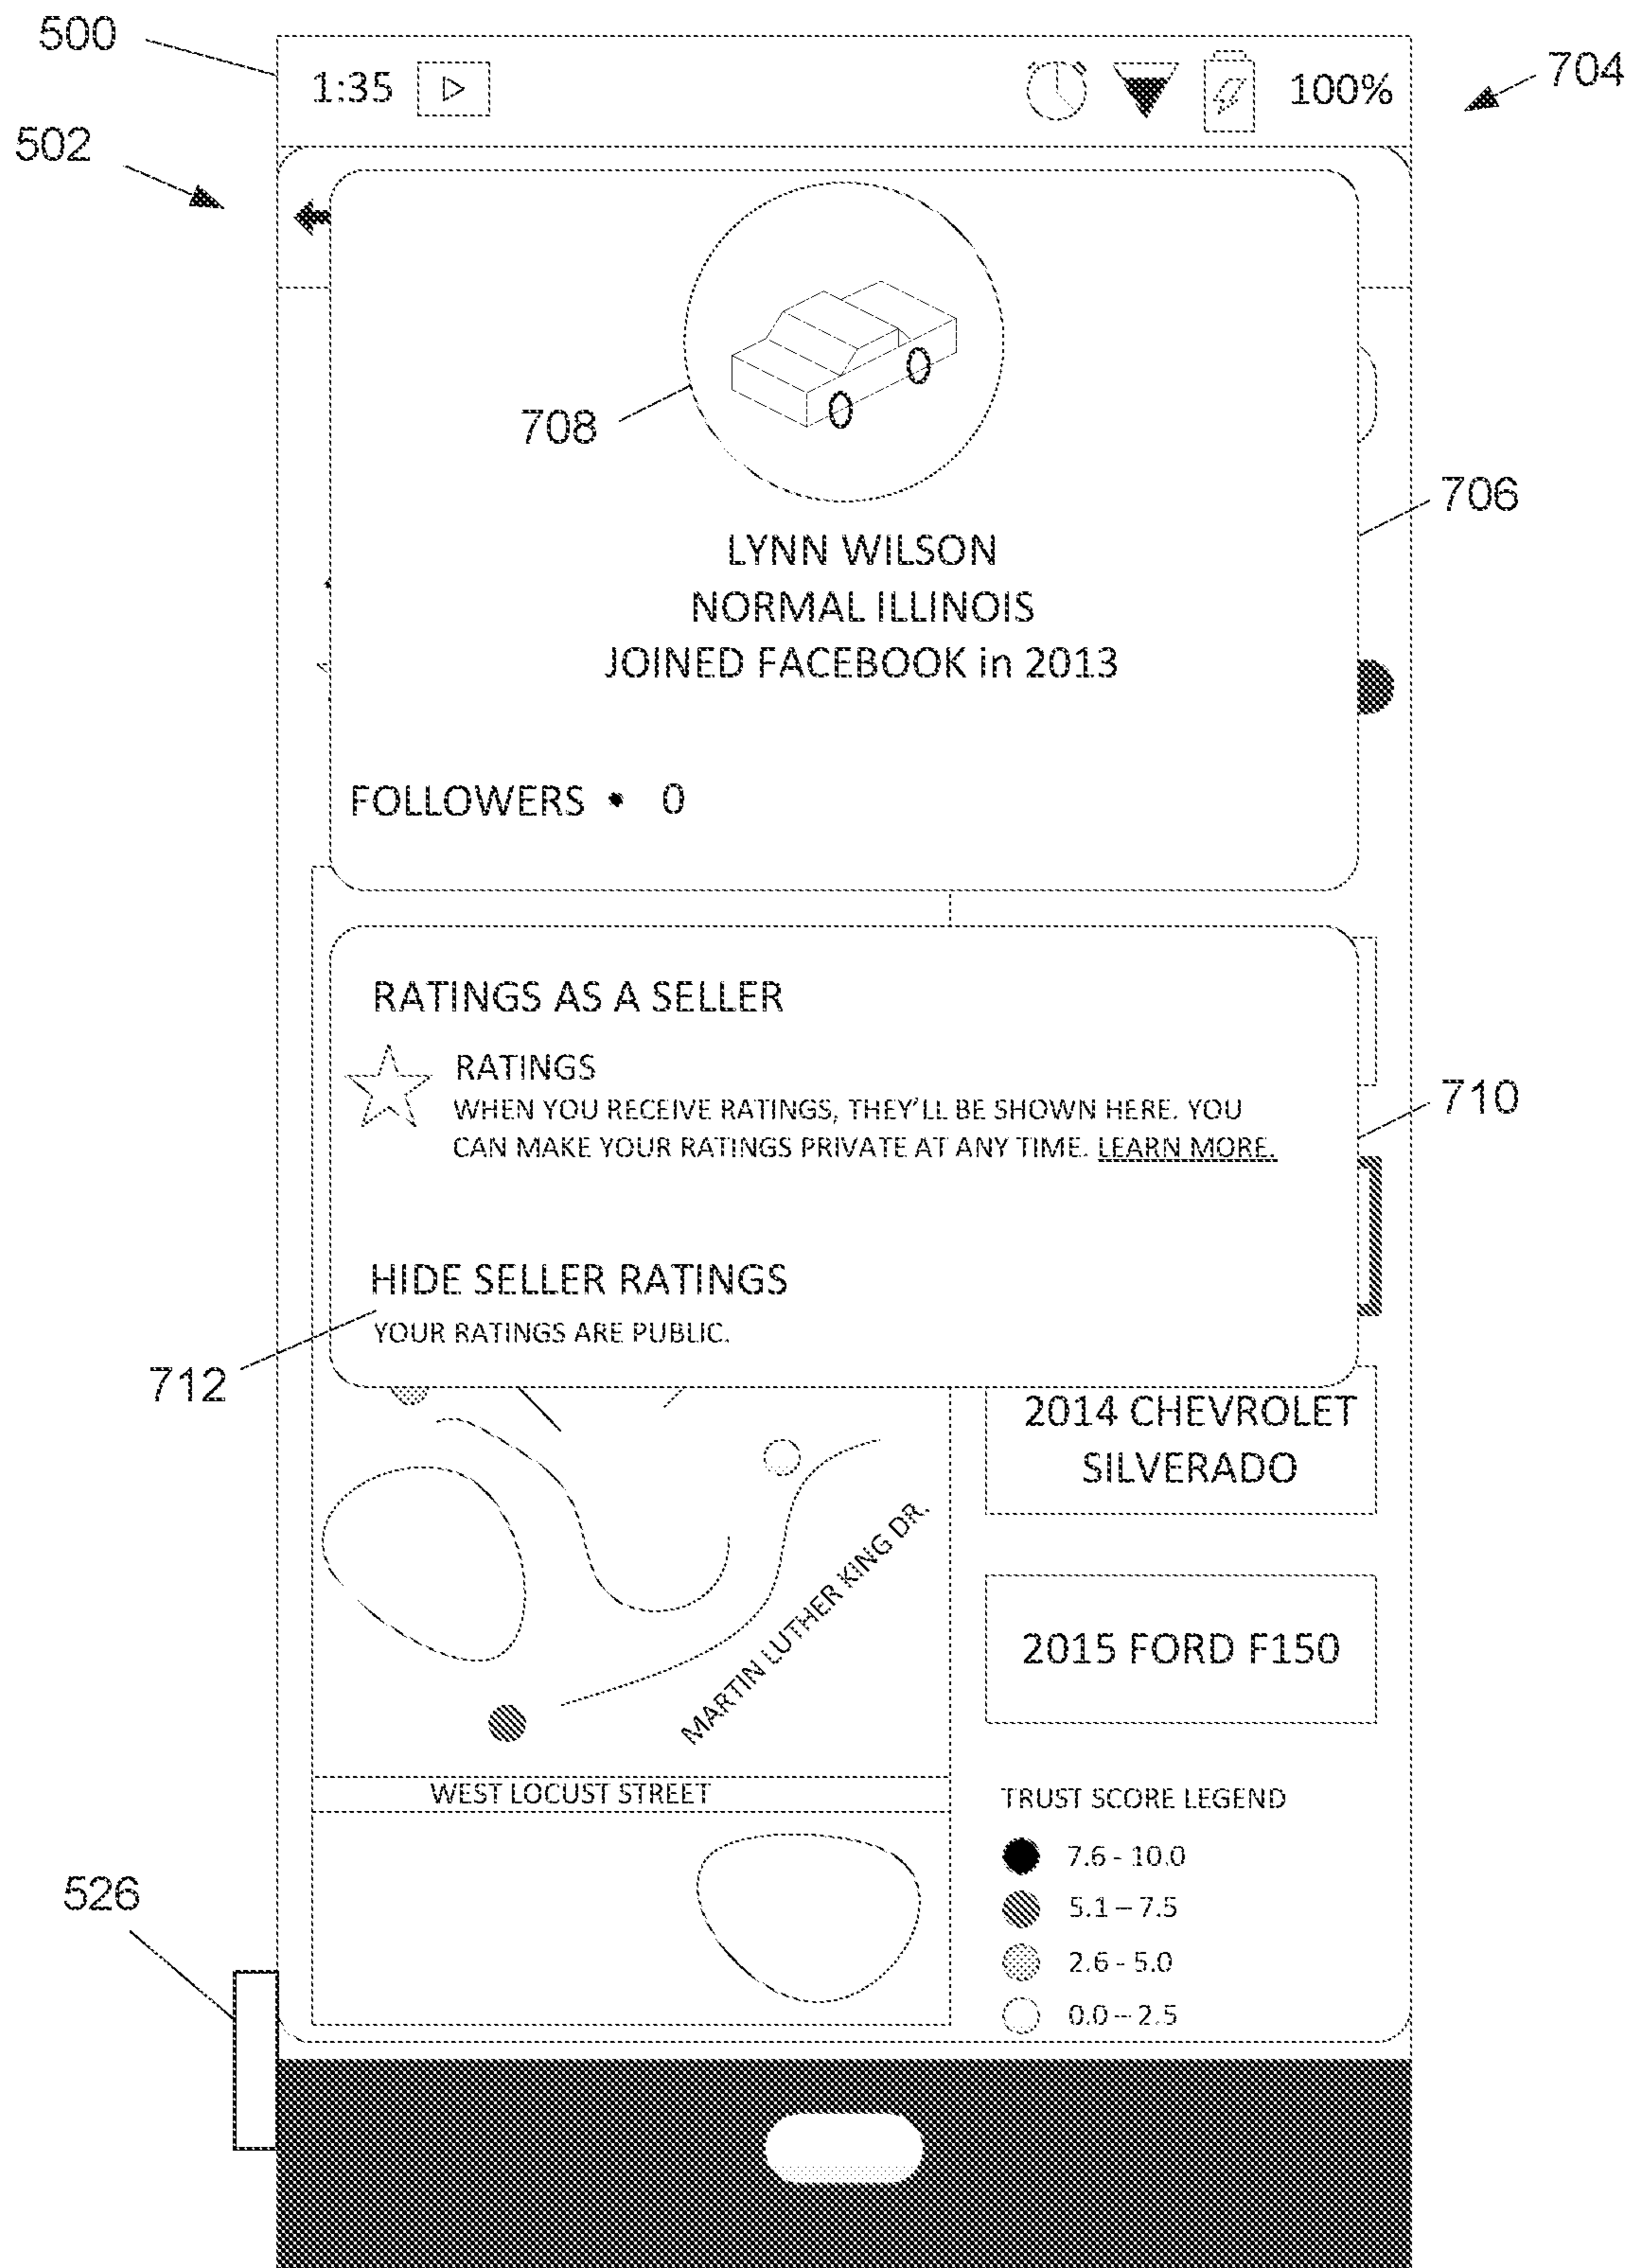 500
1:35
100%
704
502
708
706
LYNN WILSON
NORMAL ILLINOIS
JOINED FACEBOOK in 2013
FOLLOWERS • 0
RATINGS AS A SELLER
RATINGS
WHEN YOU RECEIVE RATINGS, THEY'LL BE SHOWN HERE. YOU
CAN MAKE YOUR RATINGS PRIVATE AT ANY TIME. LEARN MORE.
710
HIDE SELLER RATINGS
YOUR RATINGS ARE PUBLIC.
712
2014 CHEVROLET
SILVERADO
MARTIN LUTHER KING DR.
2015 FORD F150
WEST LOCUST STREET
TRUST SCORE LEGEND
7.6 - 10.0
5.1 – 7.5
2.6 - 5.0
0.0 – 2.5
526